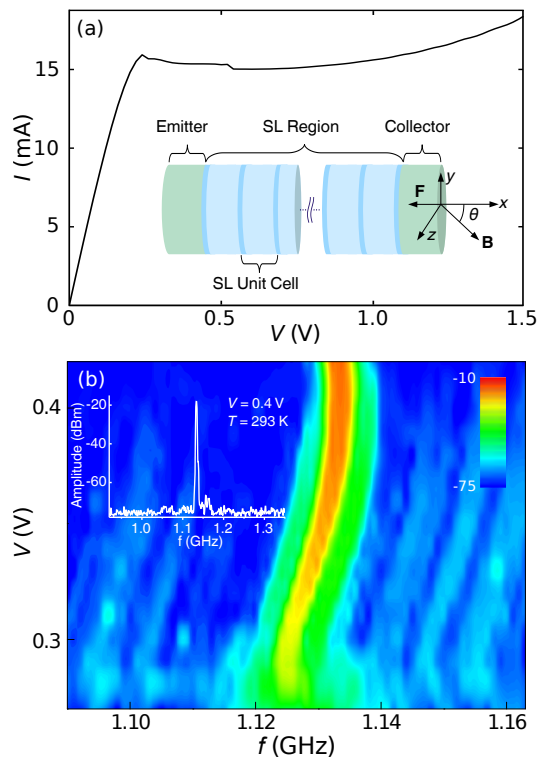 (a)
15
10
5
0
I (mA)
Emitter
SL Region
Collector
y
F
x
θ
z
B
SL Unit Cell
0
0.5
1.0
1.5
V (V)
(b)
0.4
0.3
V (V)
-20
-60
Amplitude (dBm)
V = 0.4 V
T = 293 K
1.0
1.1
1.2
1.3
f (GHz)
-10
-75
1.10
1.12
1.14
1.16
f (GHz)